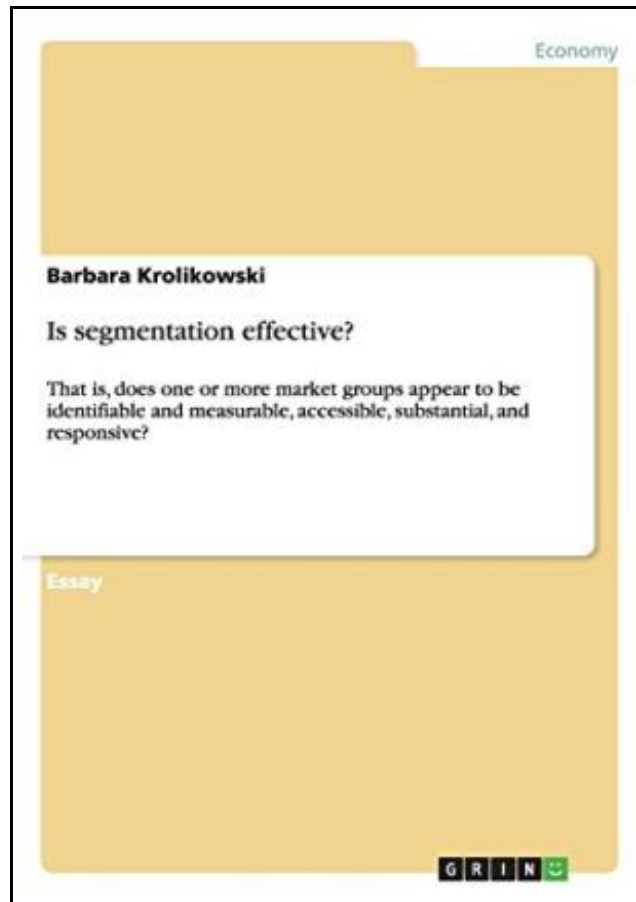 Economy
Barbara Krolikowski
Is segmentation effective?
That is, does one or more market groups appear to be
identifiable and measurable, accessible, substantial, and
responsive?
Essay
GRIN